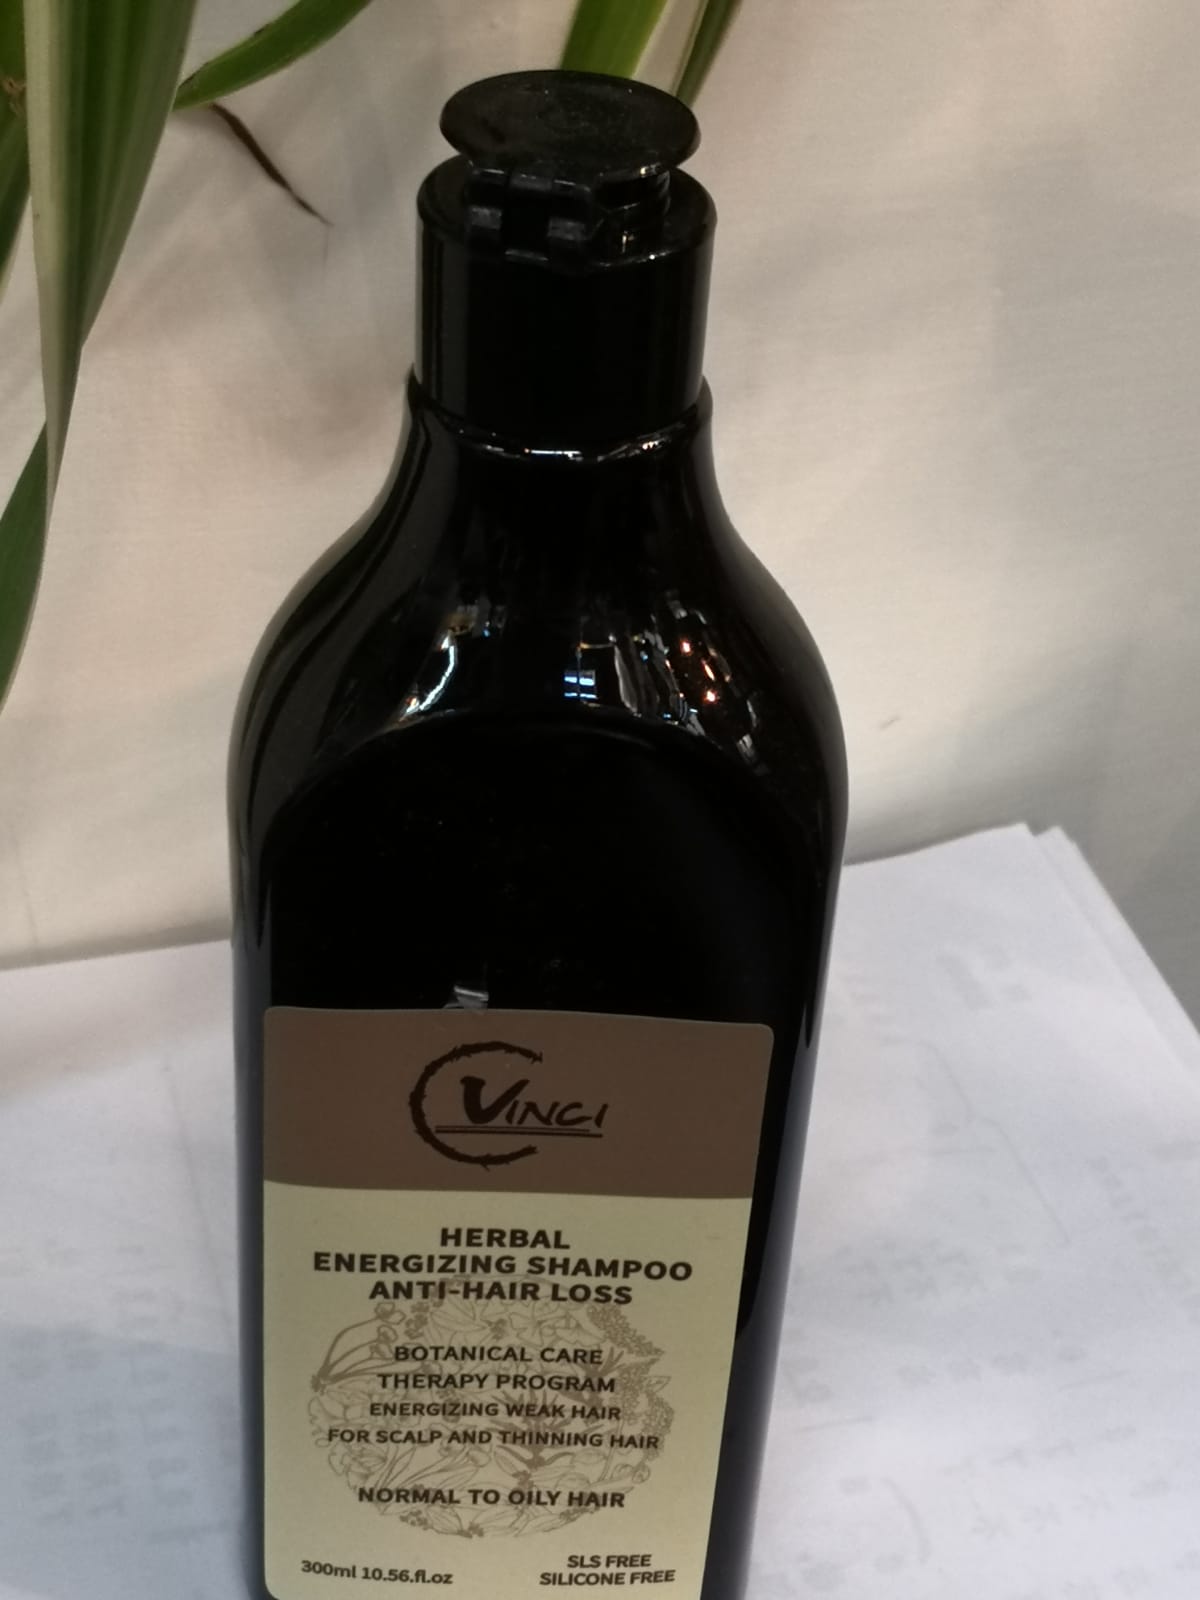 VINCI
HERBAL
ENERGIZING SHAMPOO
ANTI-HAIR LOSS
BOTANICAL CARE
THERAPY PROGRAM
ENERGIZING WEAK HAIR
FOR SCALP AND THINNING HAIR
NORMAL TO OILY HAIR
300ml 10.56.fl.oz
SLS FREE
SILICONE FREE